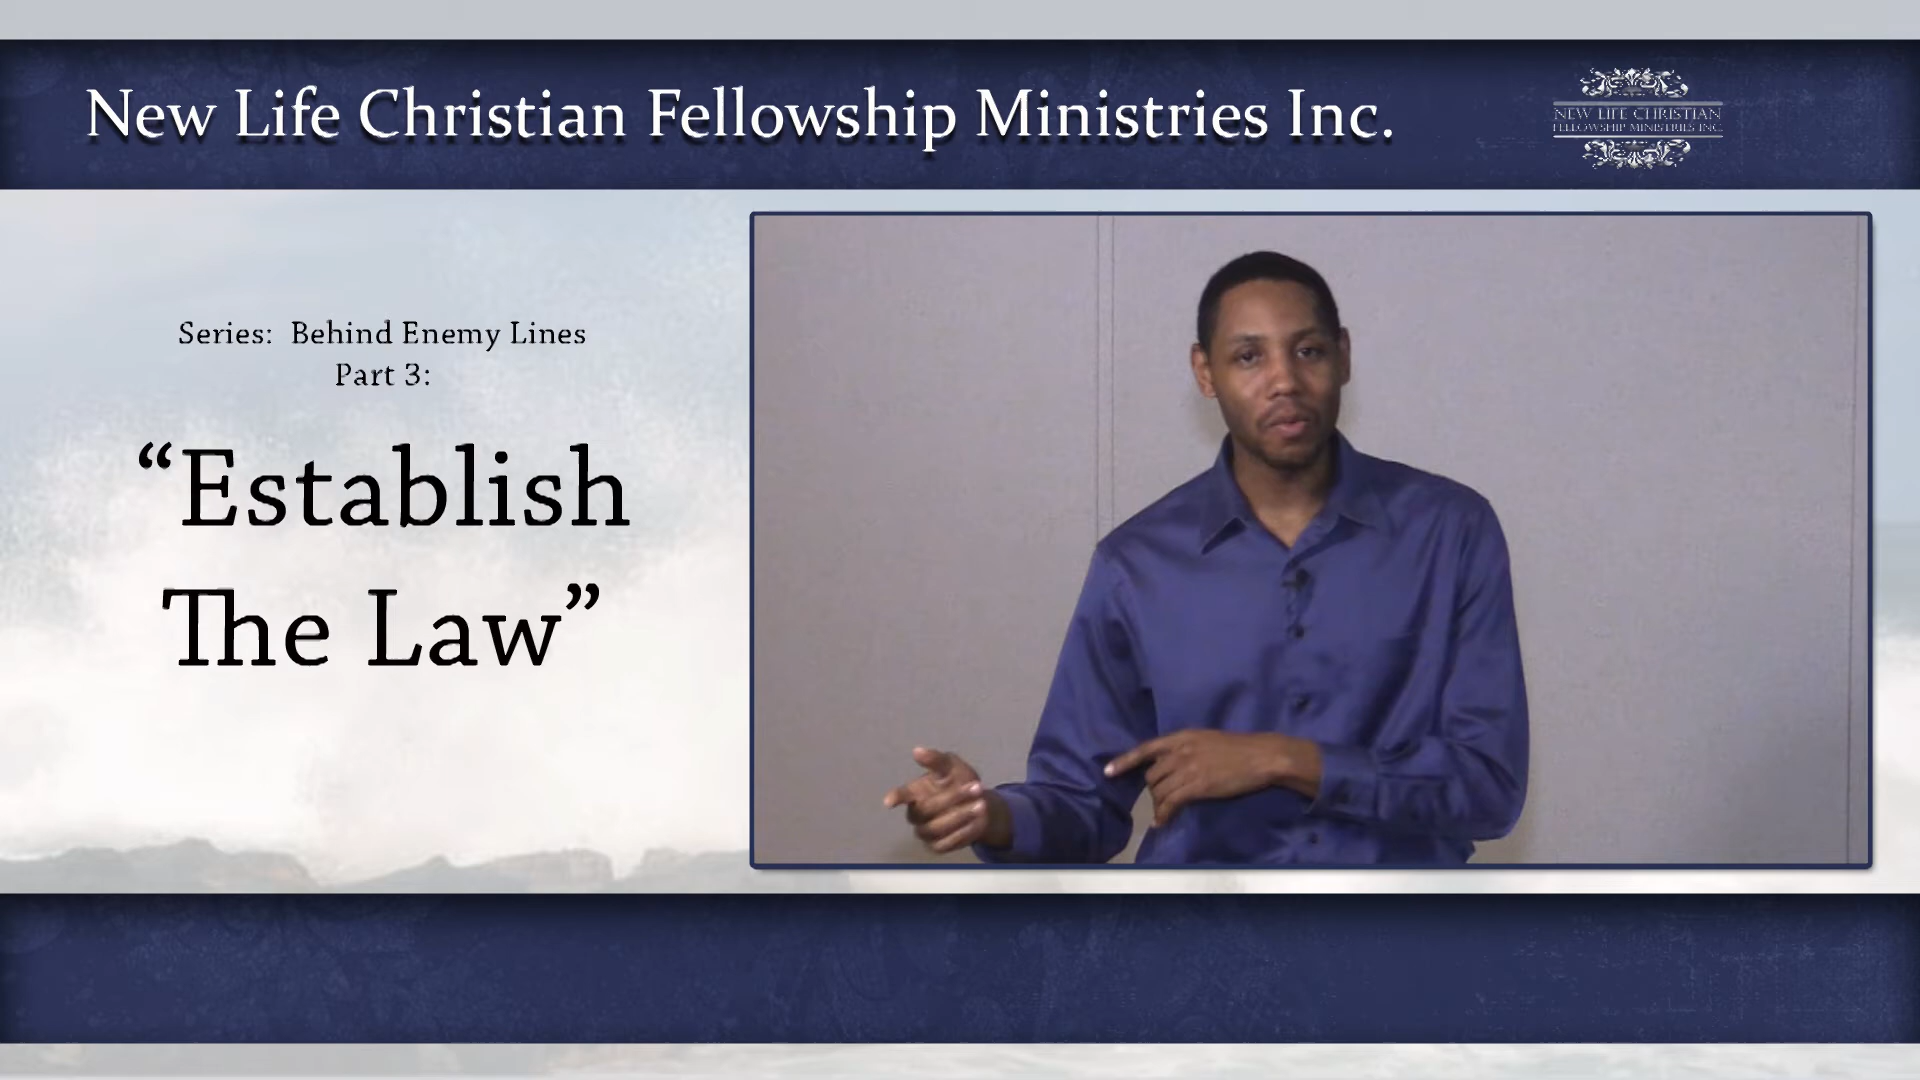 New Life Christian Fellowship Ministries Inc.
NEW LIFE CHRISTIAN
FELLOWSHIP MINISTRIES INC.
Series: Behind Enemy Lines
Part 3:
“Establish
The Law”